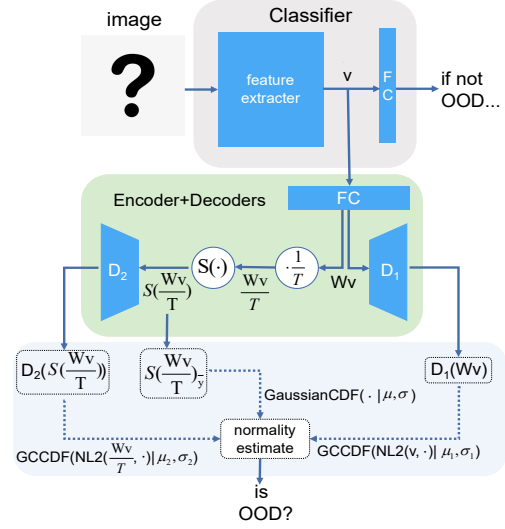 Classifier
image
?
feature
extracter
v
F
C
if not
OOD...
Encoder+Decoders
FC
D₂
S(·)
·1/T
D₁
Wv/T
Wv
S(Wv/T)
D₂(S(Wv/T))
S(Wv/T)_ȳ
D₁(Wv)
GaussianCDF( · |μ,σ)
normality
estimate
GCCDF(NL2(Wv/T, ·)|μ₂,σ₂)
GCCDF(NL2(v, ·)| μ₁,σ₁)
is
OOD?